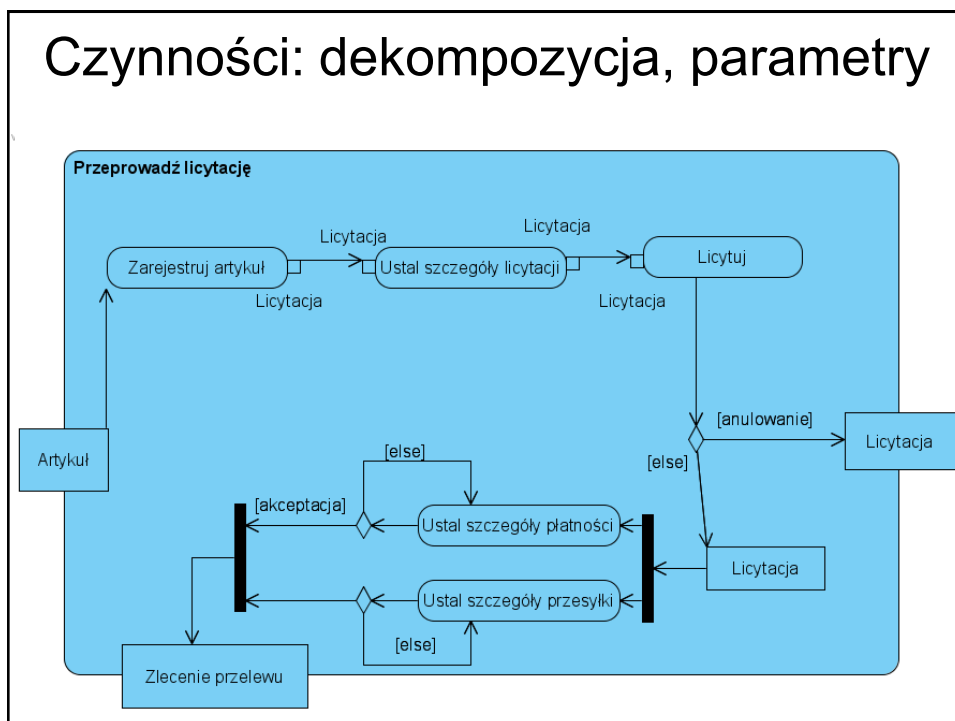 Czynności: dekompozycja, parametry
Przeprowadź licytację
Licytacja
Licytacja
Zarejestruj artykuł
Ustal szczegóły licytacji
Licytuj
Licytacja
Licytacja
[anulowanie]
Licytacja
[else]
Artykuł
[else]
[akceptacja]
Ustal szczegóły płatności
Licytacja
Ustal szczegóły przesyłki
[else]
Zlecenie przelewu